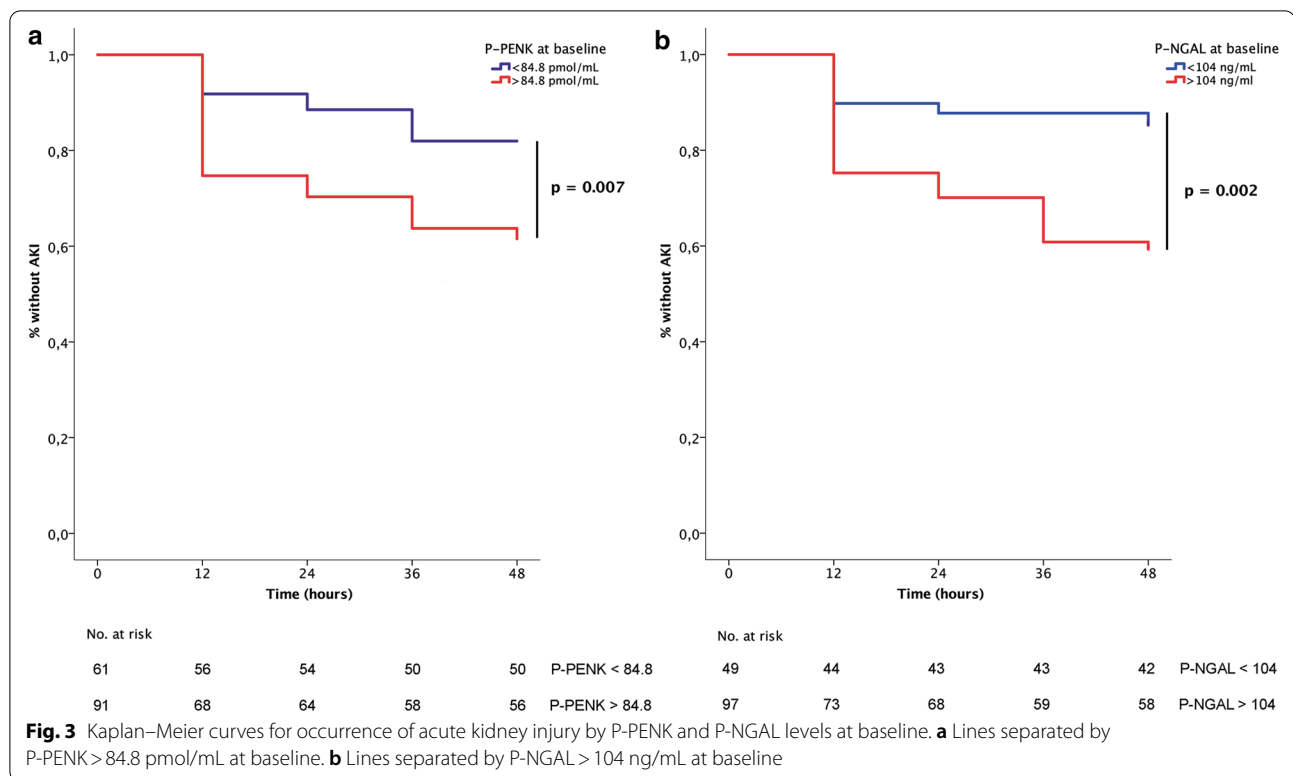 a
P-PENK at baseline
<84.8 pmol/mL
>84.8 pmol/mL
1,0
0,8
0,6
0,4
0,2
0,0
% without AKI
p = 0.007
0 12 24 36 48
Time (hours)
No. at risk
61 56 54 50 50 P-PENK < 84.8
91 68 64 58 56 P-PENK > 84.8
b
P-NGAL at baseline
<104 ng/mL
>104 ng/ml
1,0
0,8
0,6
0,4
0,2
0,0
% without AKI
p = 0.002
0 12 24 36 48
Time (hours)
No. at risk
49 44 43 43 42 P-NGAL < 104
97 73 68 59 58 P-NGAL > 104
Fig. 3 Kaplan–Meier curves for occurrence of acute kidney injury by P-PENK and P-NGAL levels at baseline. a Lines separated by
P-PENK > 84.8 pmol/mL at baseline. b Lines separated by P-NGAL > 104 ng/mL at baseline